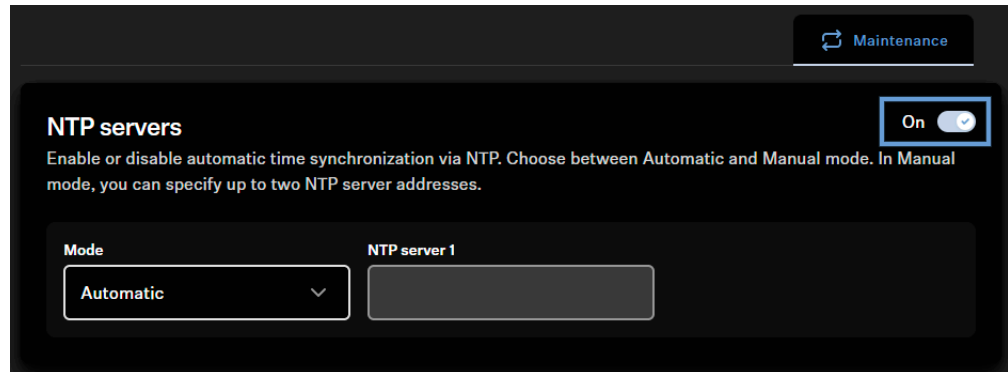 Maintenance
NTP servers
On
Enable or disable automatic time synchronization via NTP. Choose between Automatic and Manual mode. In Manual
mode, you can specify up to two NTP server addresses.
Mode
NTP server 1
Automatic